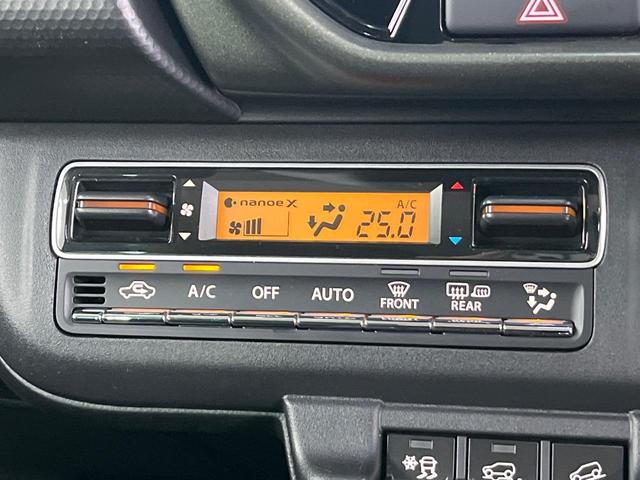 nanoe X
A/C
25.0
A/C OFF AUTO FRONT REAR